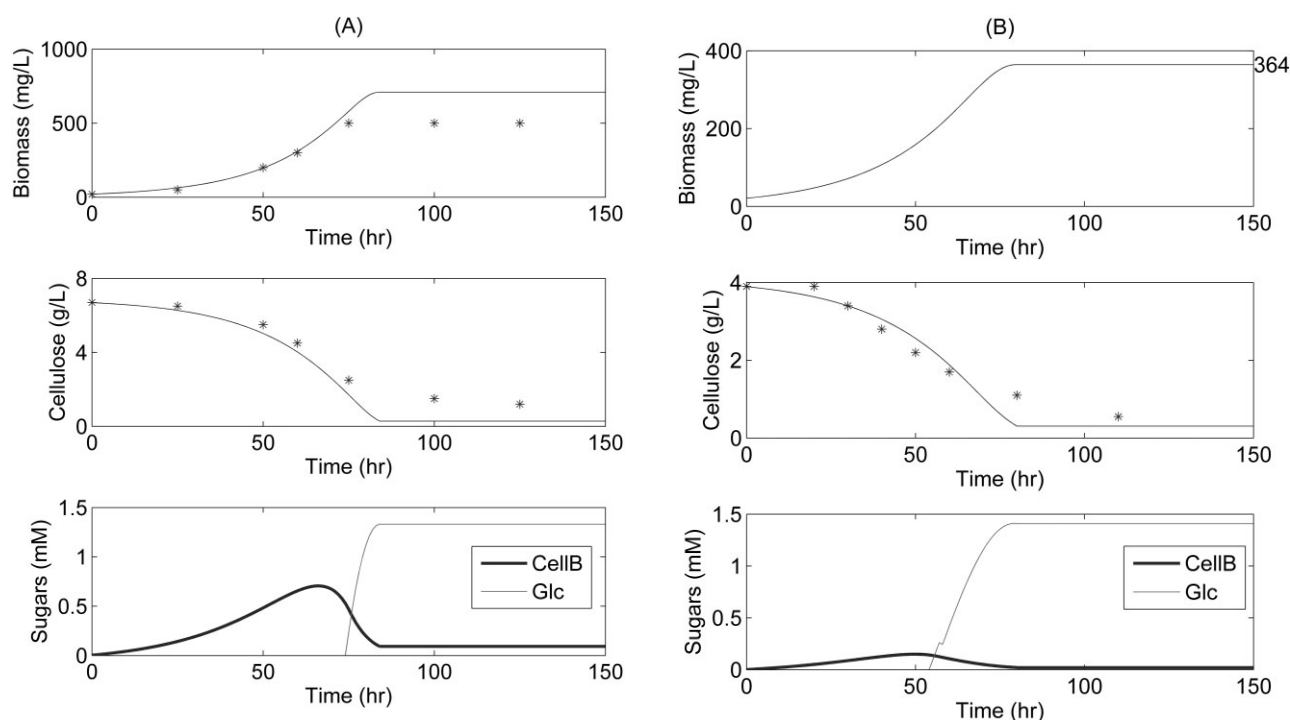 (A)
Biomass (mg/L)
1000
500
0
0 50 100 150
Time (hr)
Cellulose (g/L)
8
4
0
0 50 100 150
Time (hr)
Sugars (mM)
1.5
1
0.5
0
0 50 100 150
CellB
Glc
Time (hr)
(B)
Biomass (mg/L)
400
200
0
364
0 50 100 150
Time (hr)
Cellulose (g/L)
4
2
0
0 50 100 150
Time (hr)
Sugars (mM)
1.5
1
0.5
0
0 50 100 150
CellB
Glc
Time (hr)